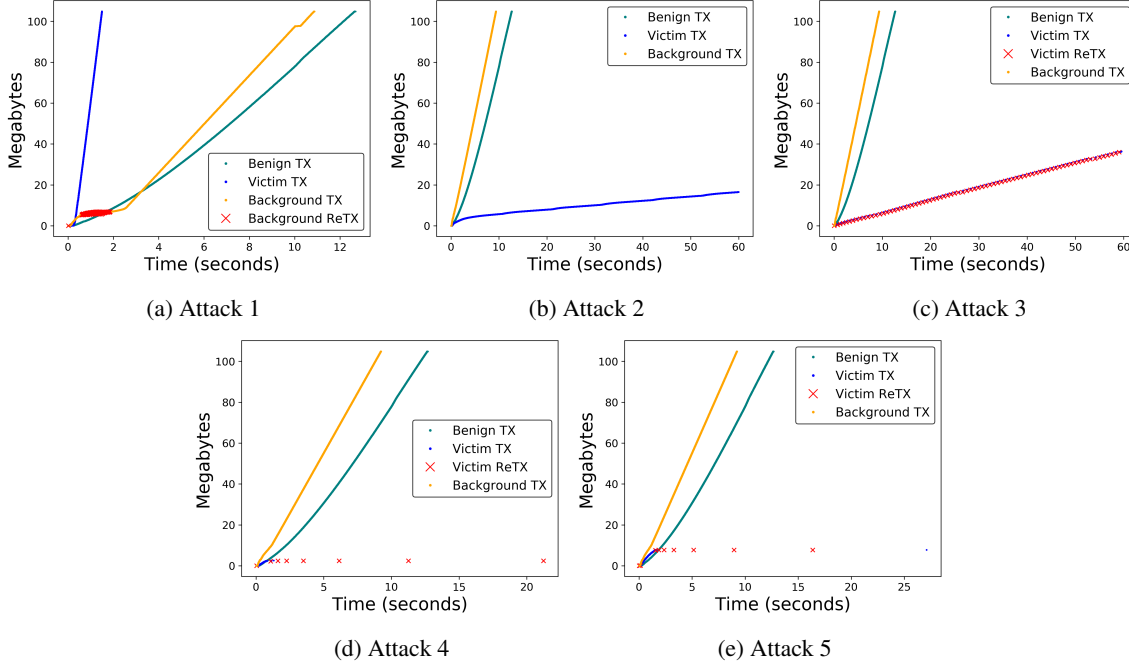 100
80
60
40
20
0
Megabytes
0 2 4 6 8 10 12
Time (seconds)
Benign TX
Victim TX
Background TX
Background ReTX
(a) Attack 1
100
80
60
40
20
0
Megabytes
0 10 20 30 40 50 60
Time (seconds)
Benign TX
Victim TX
Background TX
(b) Attack 2
100
80
60
40
20
0
Megabytes
0 10 20 30 40 50 60
Time (seconds)
Benign TX
Victim TX
Victim ReTX
Background TX
(c) Attack 3
100
80
60
40
20
0
Megabytes
0 5 10 15 20
Time (seconds)
Benign TX
Victim TX
Victim ReTX
Background TX
(d) Attack 4
100
80
60
40
20
0
Megabytes
0 5 10 15 20 25
Time (seconds)
Benign TX
Victim TX
Victim ReTX
Background TX
(e) Attack 5